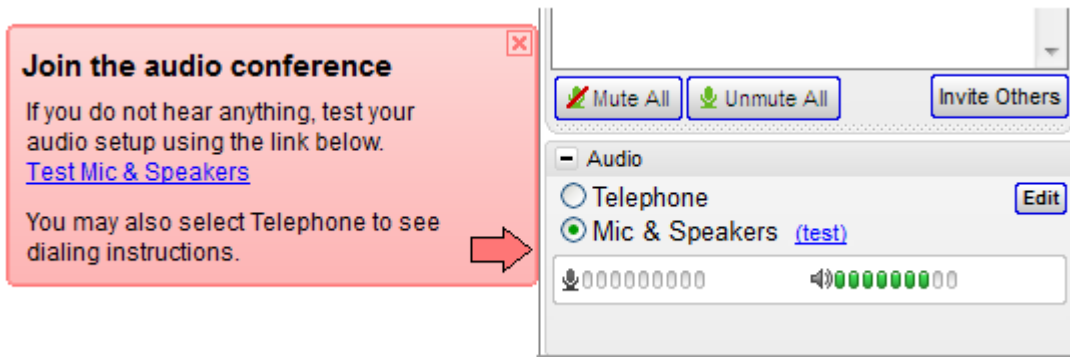 Join the audio conference
If you do not hear anything, test your
audio setup using the link below.
Test Mic & Speakers
You may also select Telephone to see
dialing instructions.
Mute All Unmute All Invite Others
Audio
Telephone Edit
Mic & Speakers (test)